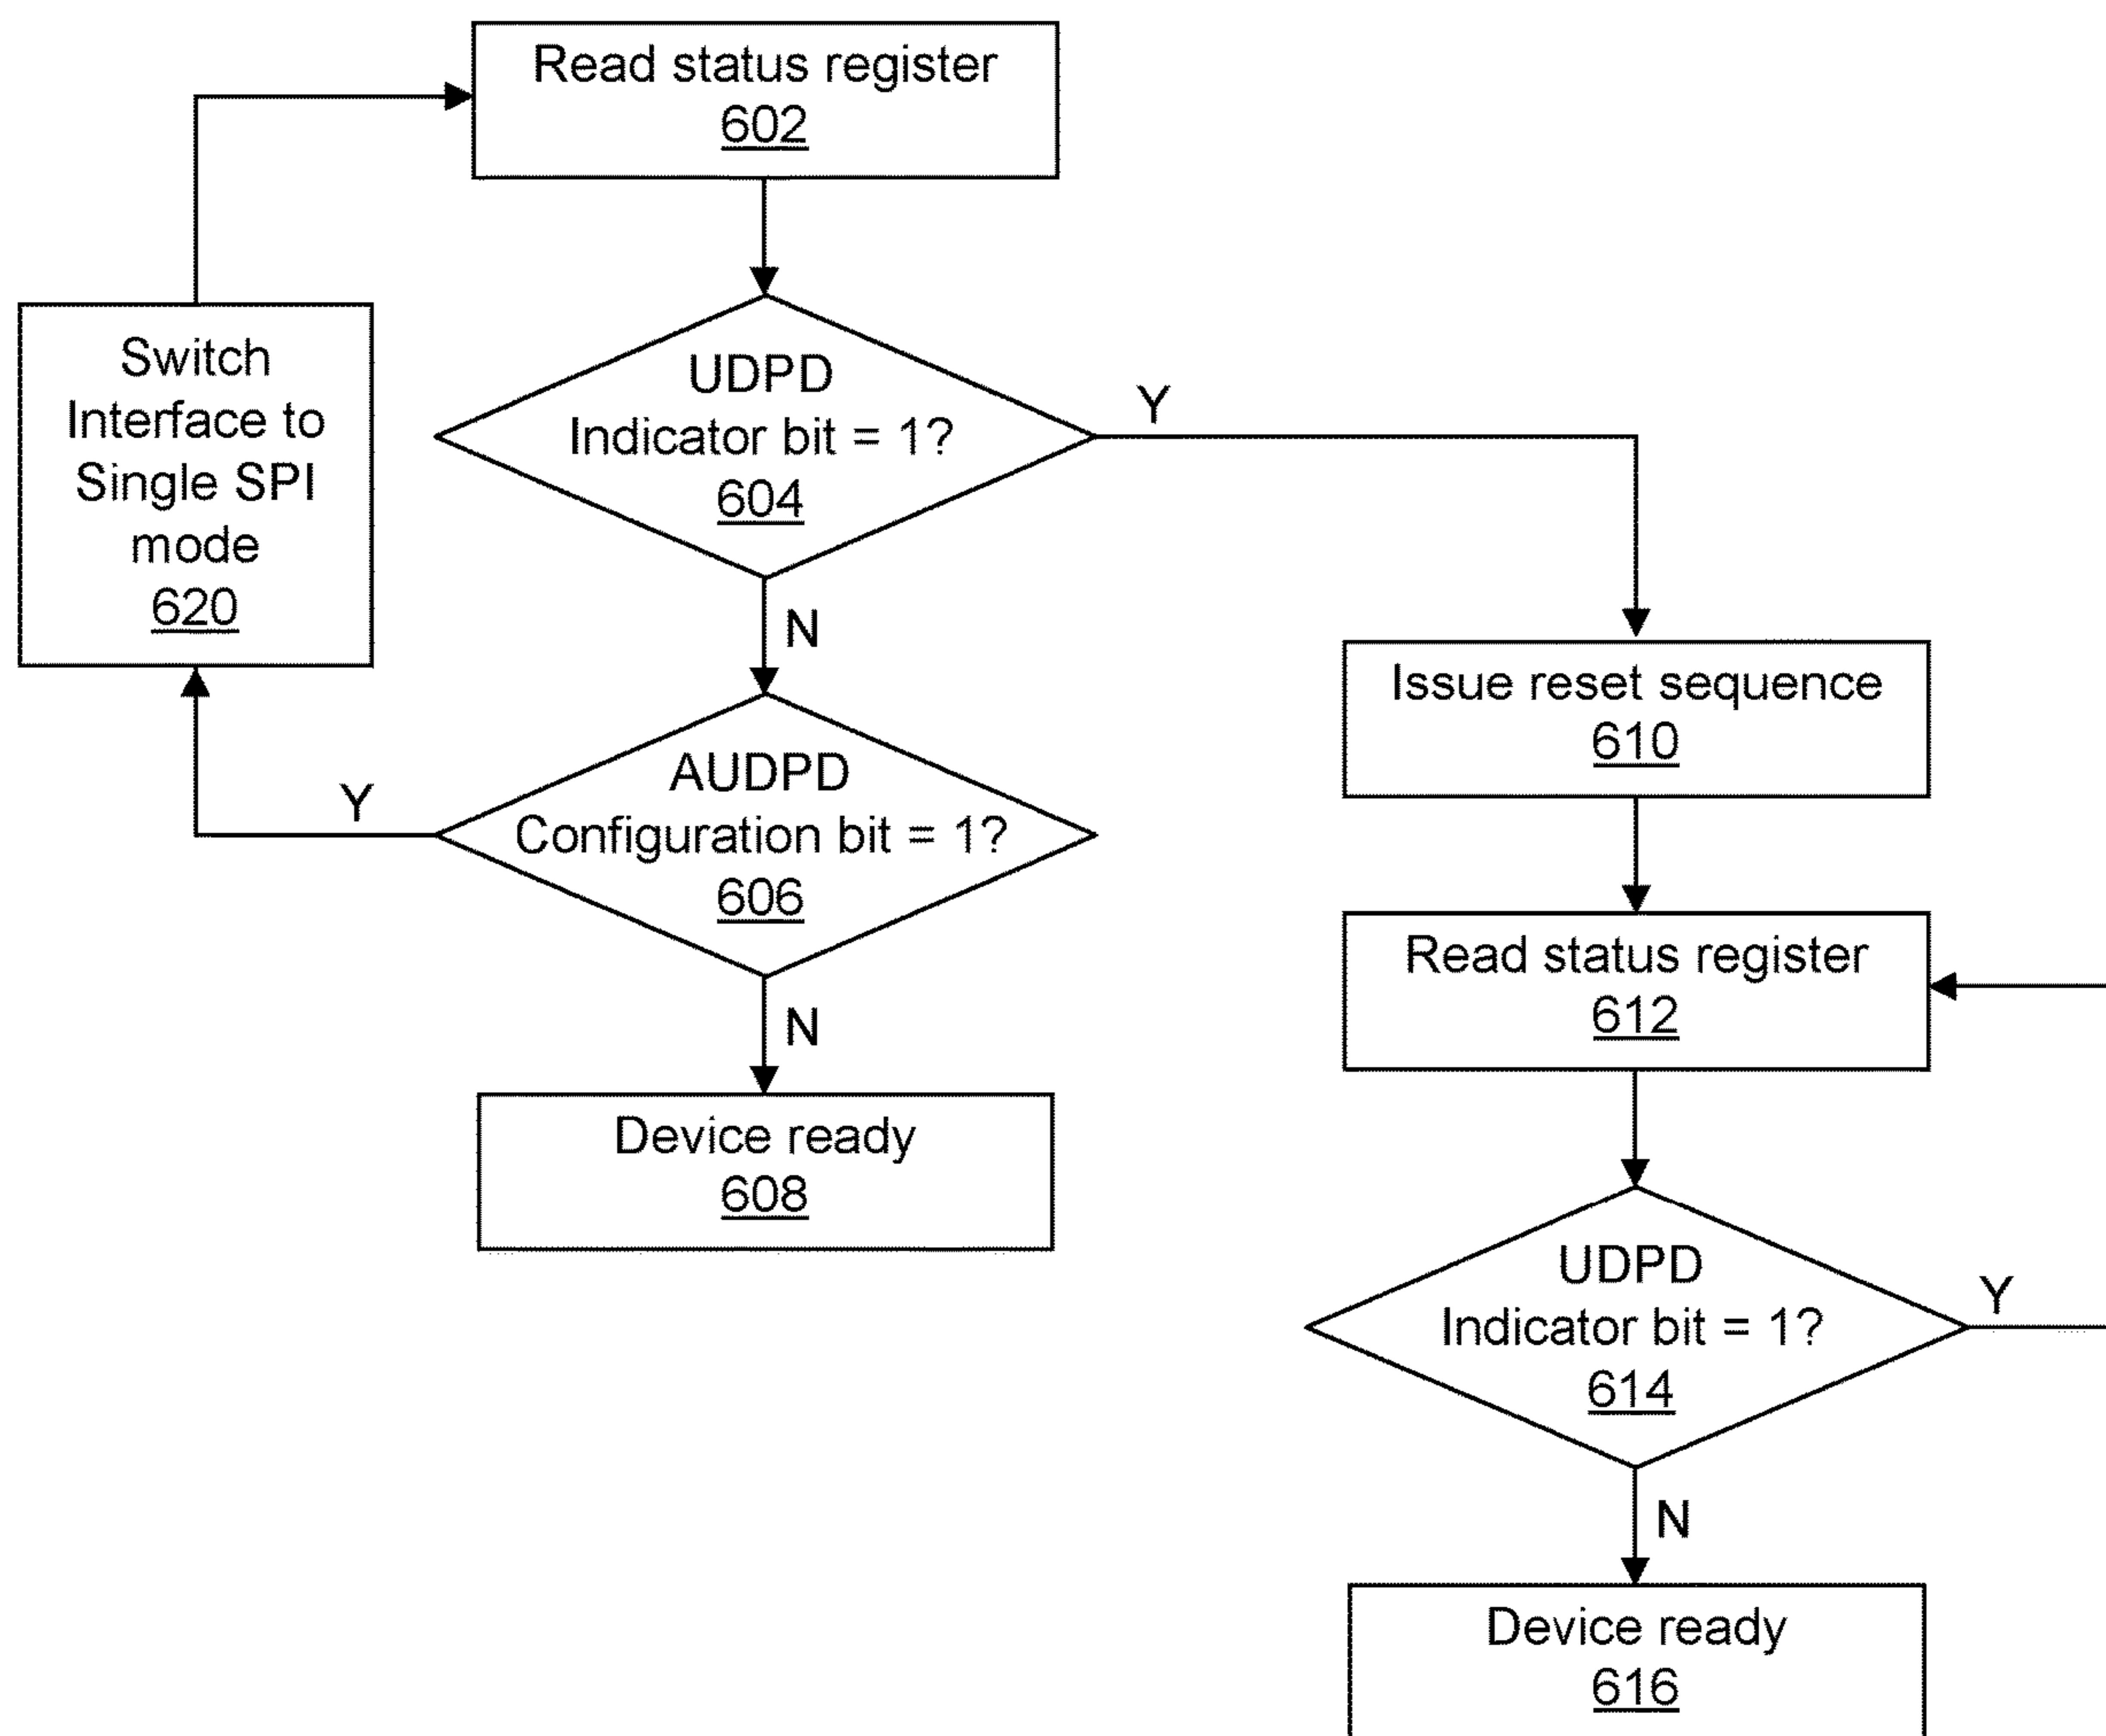 Read status register
602
UDPD
Indicator bit = 1?
604
Y
Switch
Interface to
Single SPI
mode
620
N
AUDPD
Configuration bit = 1?
606
Y
N
Device ready
608
Issue reset sequence
610
Read status register
612
UDPD
Indicator bit = 1?
614
Y
N
Device ready
616